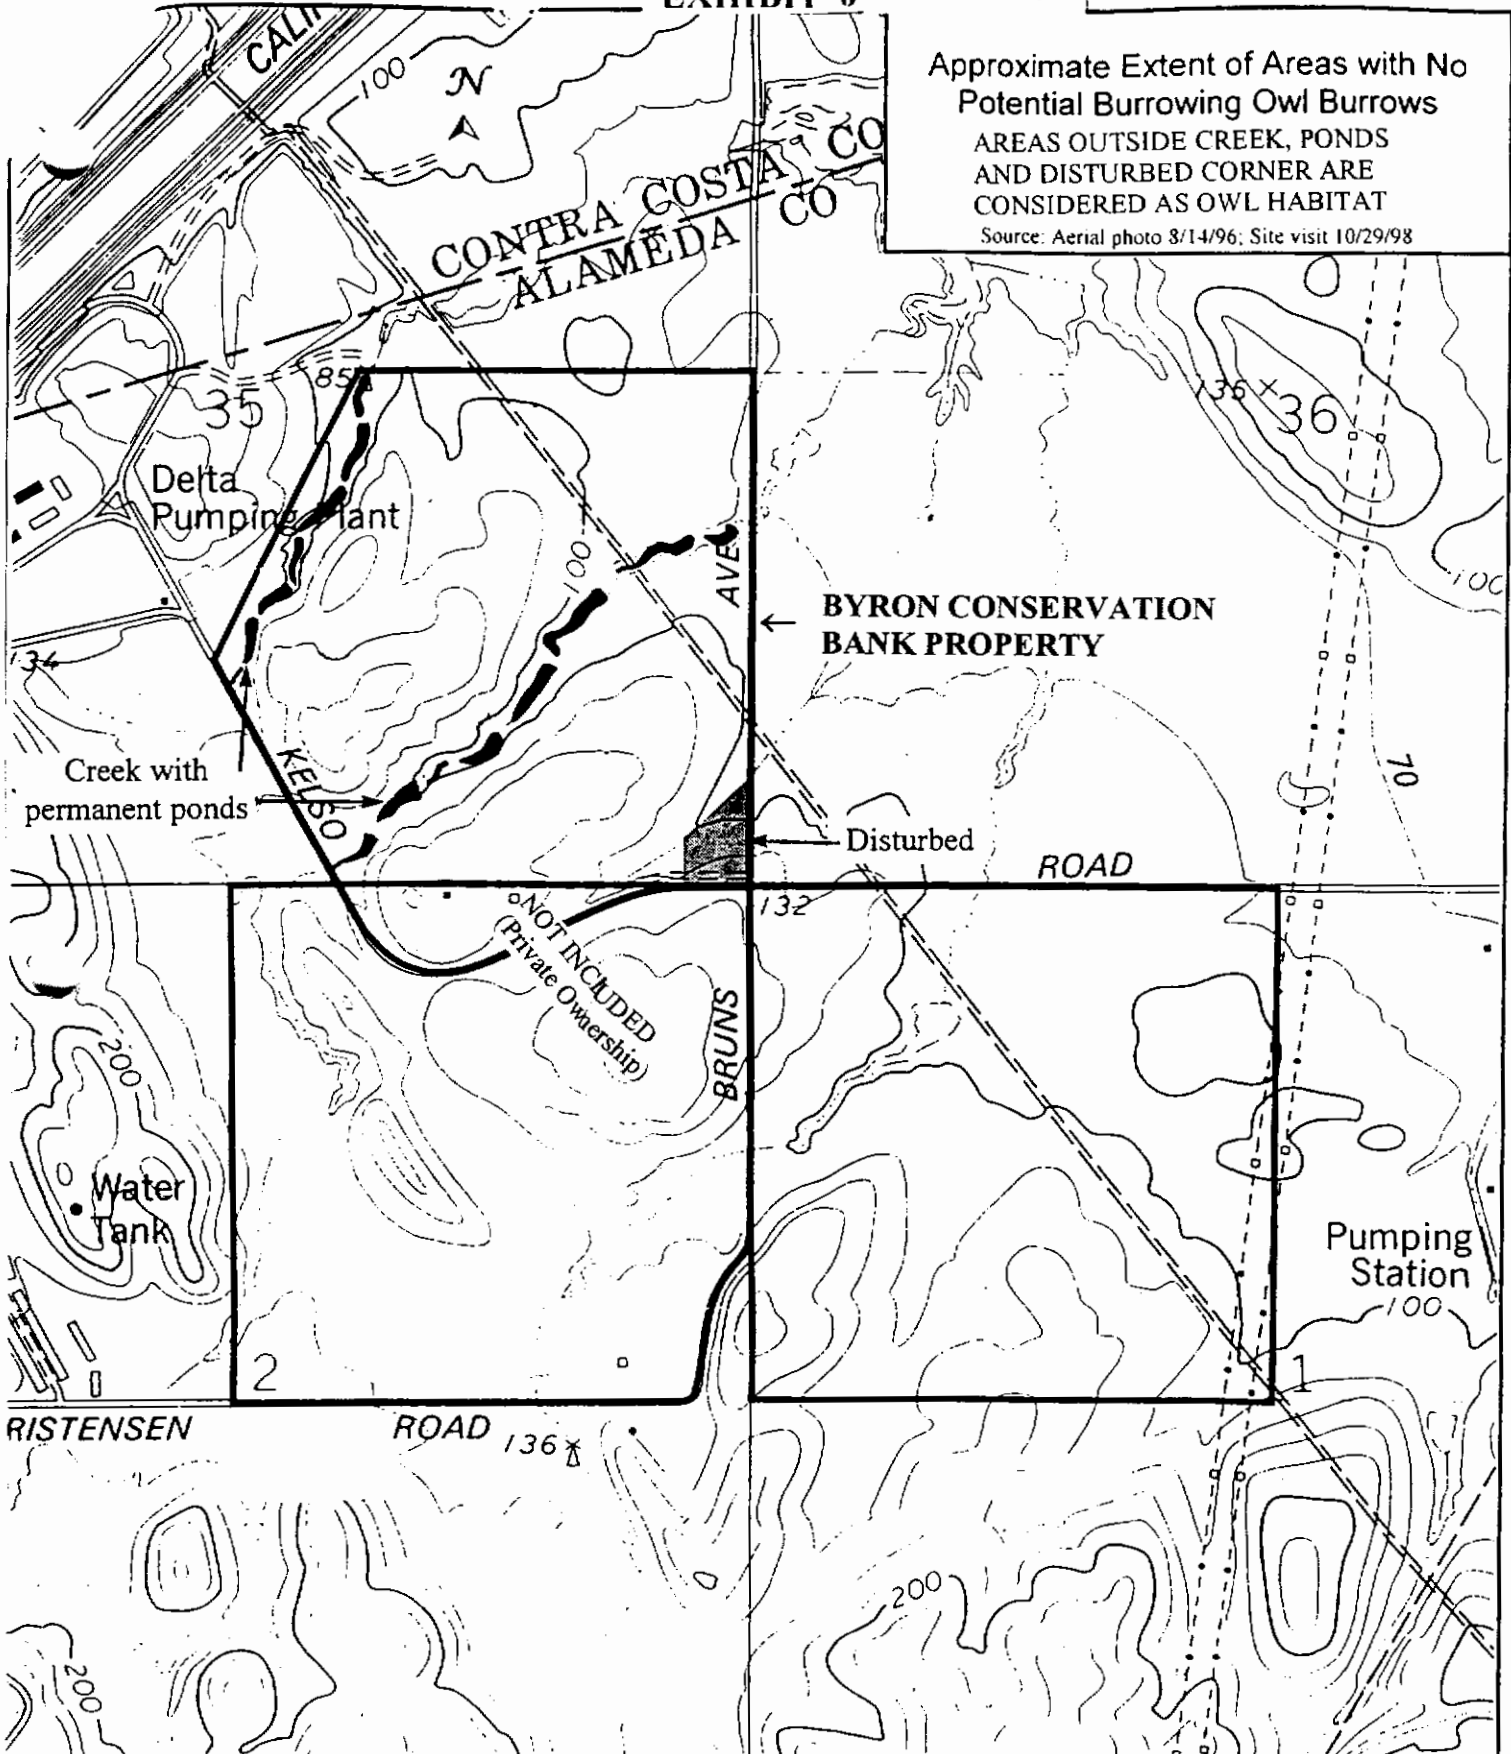 Approximate Extent of Areas with No
Potential Burrowing Owl Burrows
AREAS OUTSIDE CREEK, PONDS
AND DISTURBED CORNER ARE
CONSIDERED AS OWL HABITAT
Source: Aerial photo 8/14/96; Site visit 10/29/98
100
N
CONTRA COSTA CO
ALAMEDA CO
85
35
135
36
Delta
Pumping Plant
100
AVE
100
BYRON CONSERVATION
BANK PROPERTY
134
Creek with
permanent ponds
KELSO
70
Disturbed
ROAD
132
NOT INCLUDED
(Private Ownership)
BRUNS
200
Water
Tank
Pumping
Station
100
2
1
RISTENSEN
ROAD
136
200
200